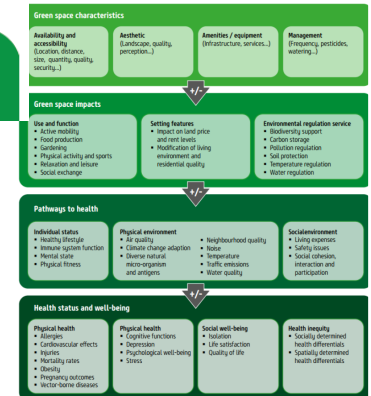 Green space characteristics
Availability and
accessibility
(Location, distance,
size, quantity, quality,
security...)
Aesthetic
(Landscape, quality,
perception...)
Amenities / equipment
(Infrastructure, services...)
Management
(Frequency, pesticides,
watering...)
+/-
Green space impacts
Use and function
• Active mobility
• Food production
• Gardening
• Physical activity and sports
• Relaxation and leisure
• Social exchange
Setting features
• Impact on land price
and rent levels
• Modification of living
environment and
residential quality
Environmental regulation service
• Biodiversity support
• Carbon storage
• Pollution regulation
• Soil protection
• Temperature regulation
• Water regulation
+/-
Pathways to health
Individual status
• Healthy lifestyle
• Immune system function
• Mental state
• Physical fitness
Physical environment
• Air quality
• Climate change adaption
• Diverse natural
micro-organism
and antigens
• Neighbourhood quality
• Noise
• Temperature
• Traffic emissions
• Water quality
Socialenvironment
• Living expenses
• Safety issues
• Social cohesion,
interaction and
participation
+/-
Health status and well-being
Physical health
• Allergies
• Cardiovascular effects
• Injuries
• Mortality rates
• Obesity
• Pregnancy outcomes
• Vector-borne diseases
Physical health
• Cognitive functions
• Depression
• Psychological well-being
• Stress
Social well-being
• Isolation
• Life satisfaction
• Quality of life
Health inequity
• Socially determined
health differentials
• Spatially determined
health differentials